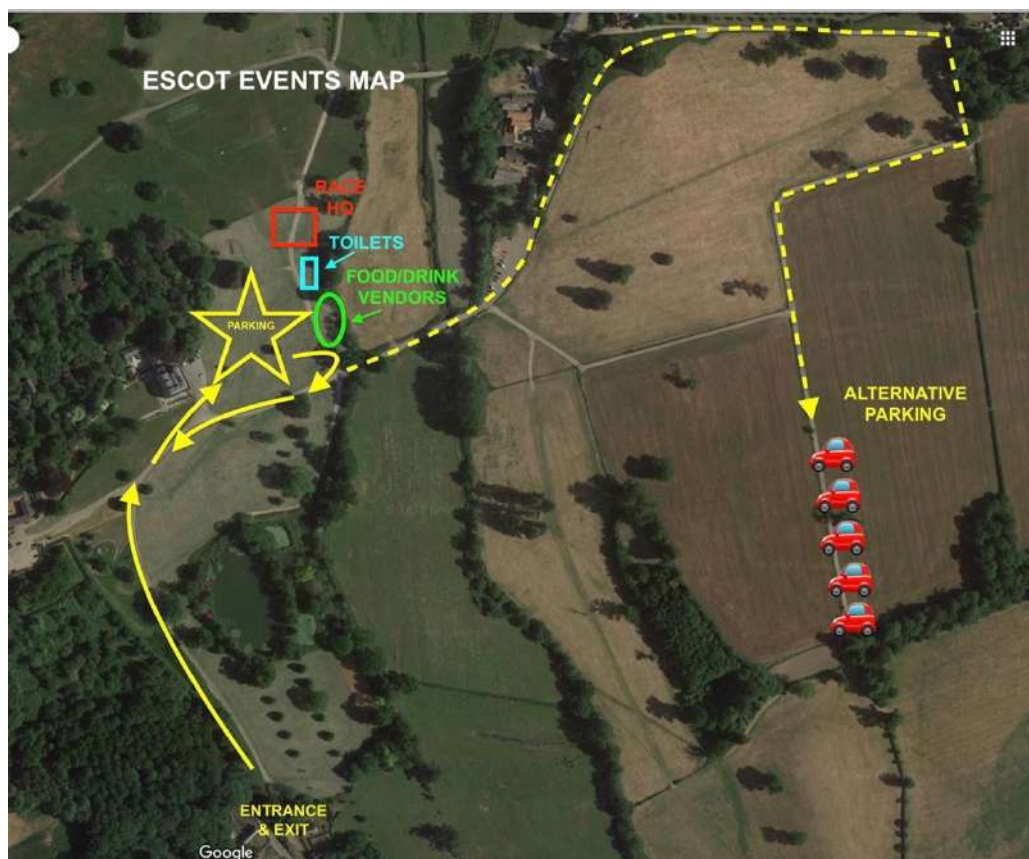 ESCOT EVENTS MAP
RACE
HQ
TOILETS
FOOD/DRINK
VENDORS
PARKING
ALTERNATIVE
PARKING
ENTRANCE
& EXIT
Google